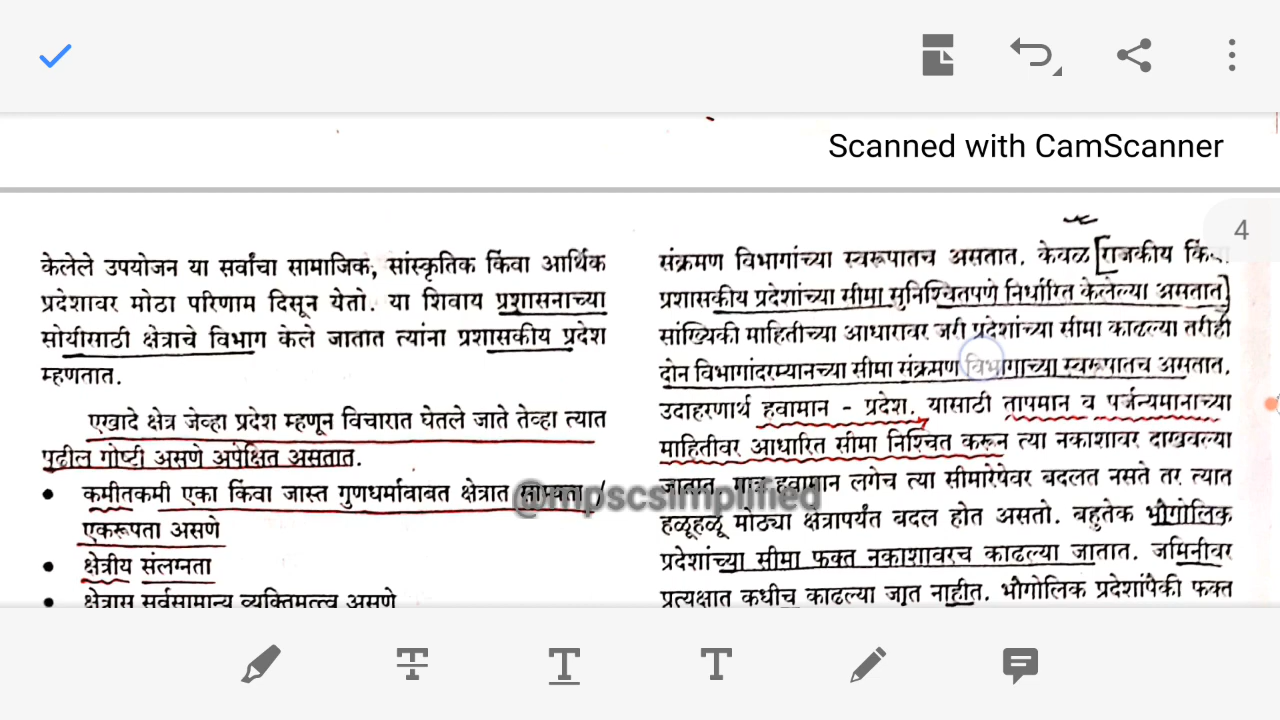 Scanned with CamScanner
4
केलेले उपयोजन या सर्वांचा सामाजिक, सांस्कृतिक किंवा आर्थिक
प्रदेशावर मोठा परिणाम दिसून येतो. या शिवाय प्रशासनाच्या
सोयीसाठी क्षेत्राचे विभाग केले जातात त्यांना प्रशासकीय प्रदेश
म्हणतात.
एखादे क्षेत्र जेव्हा प्रदेश म्हणून विचारात घेतले जाते तेव्हा त्यात
पुढील गोष्टी असणे अपेक्षित असतात.
• कमीतकमी एका किंवा जास्त गुणधर्माबाबत क्षेत्रात साम्यता /
एकरूपता असणे
• क्षेत्रीय संलग्नता
• क्षेत्रास सर्वसामान्य व्यक्तिमत्त्व असणे
संक्रमण विभागांच्या स्वरूपातच असतात. केवळ राजकीय
प्रशासकीय प्रदेशांच्या सीमा सुनिश्चितपणे निर्धारित केलेल्या असतात
सांख्यिकी माहितीच्या आधारावर जरी प्रदेशांच्या सीमा काढल्या तरीही
दोन विभागांदरम्यानच्या सीमा संक्रमण विभागाच्या स्वरूपातच असतात.
उदाहरणार्थ हवामान - प्रदेश. यासाठी तापमान व पर्जन्यमानाच्या
माहितीवर आधारित सीमा निश्चित करून त्या नकाशावर दाखवल्या
जातात. मात्र हवामान लगेच त्या सीमारेषेवर बदलत नसते तर त्यात
हळूहळू मोठ्या क्षेत्रापर्यंत बदल होत असतो. बहुतेक भौगोलिक
प्रदेशांच्या सीमा फक्त नकाशावरच काढल्या जातात. जमिनीवर
प्रत्यक्षात कधीच काढल्या जात नाहीत. भौगोलिक प्रदेशांपैकी फक्त
@mpscsimplified